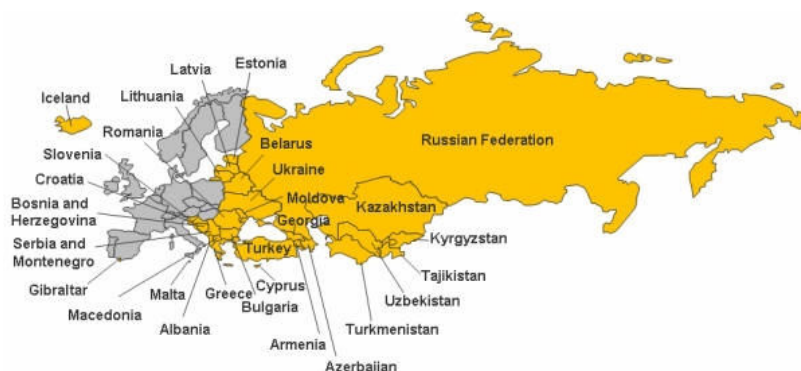 Estonia
Latvia
Iceland
Lithuania
Romania
Belarus
Russian Federation
Slovenia
Ukraine
Croatia
Moldova
Kazakhstan
Bosnia and
Herzegovina
Georgia
Kyrgyzstan
Serbia and
Montenegro
Turkey
Tajikistan
Gibraltar
Malta
Greece
Cyprus
Uzbekistan
Macedonia
Bulgaria
Albania
Turkmenistan
Armenia
Azerbaijan